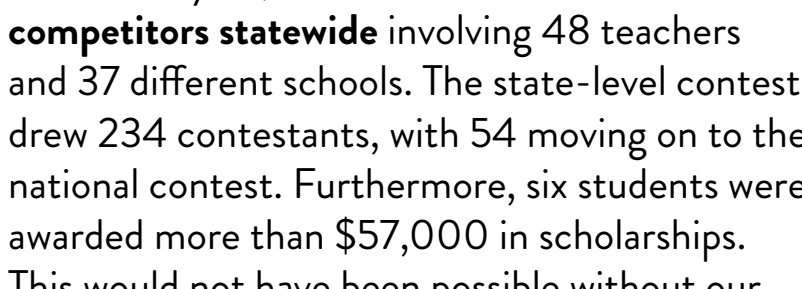 competitors statewide involving 48 teachers
and 37 different schools. The state-level contest
drew 234 contestants, with 54 moving on to the
national contest. Furthermore, six students were
awarded more than $57,000 in scholarships.
This would not have been possible without our